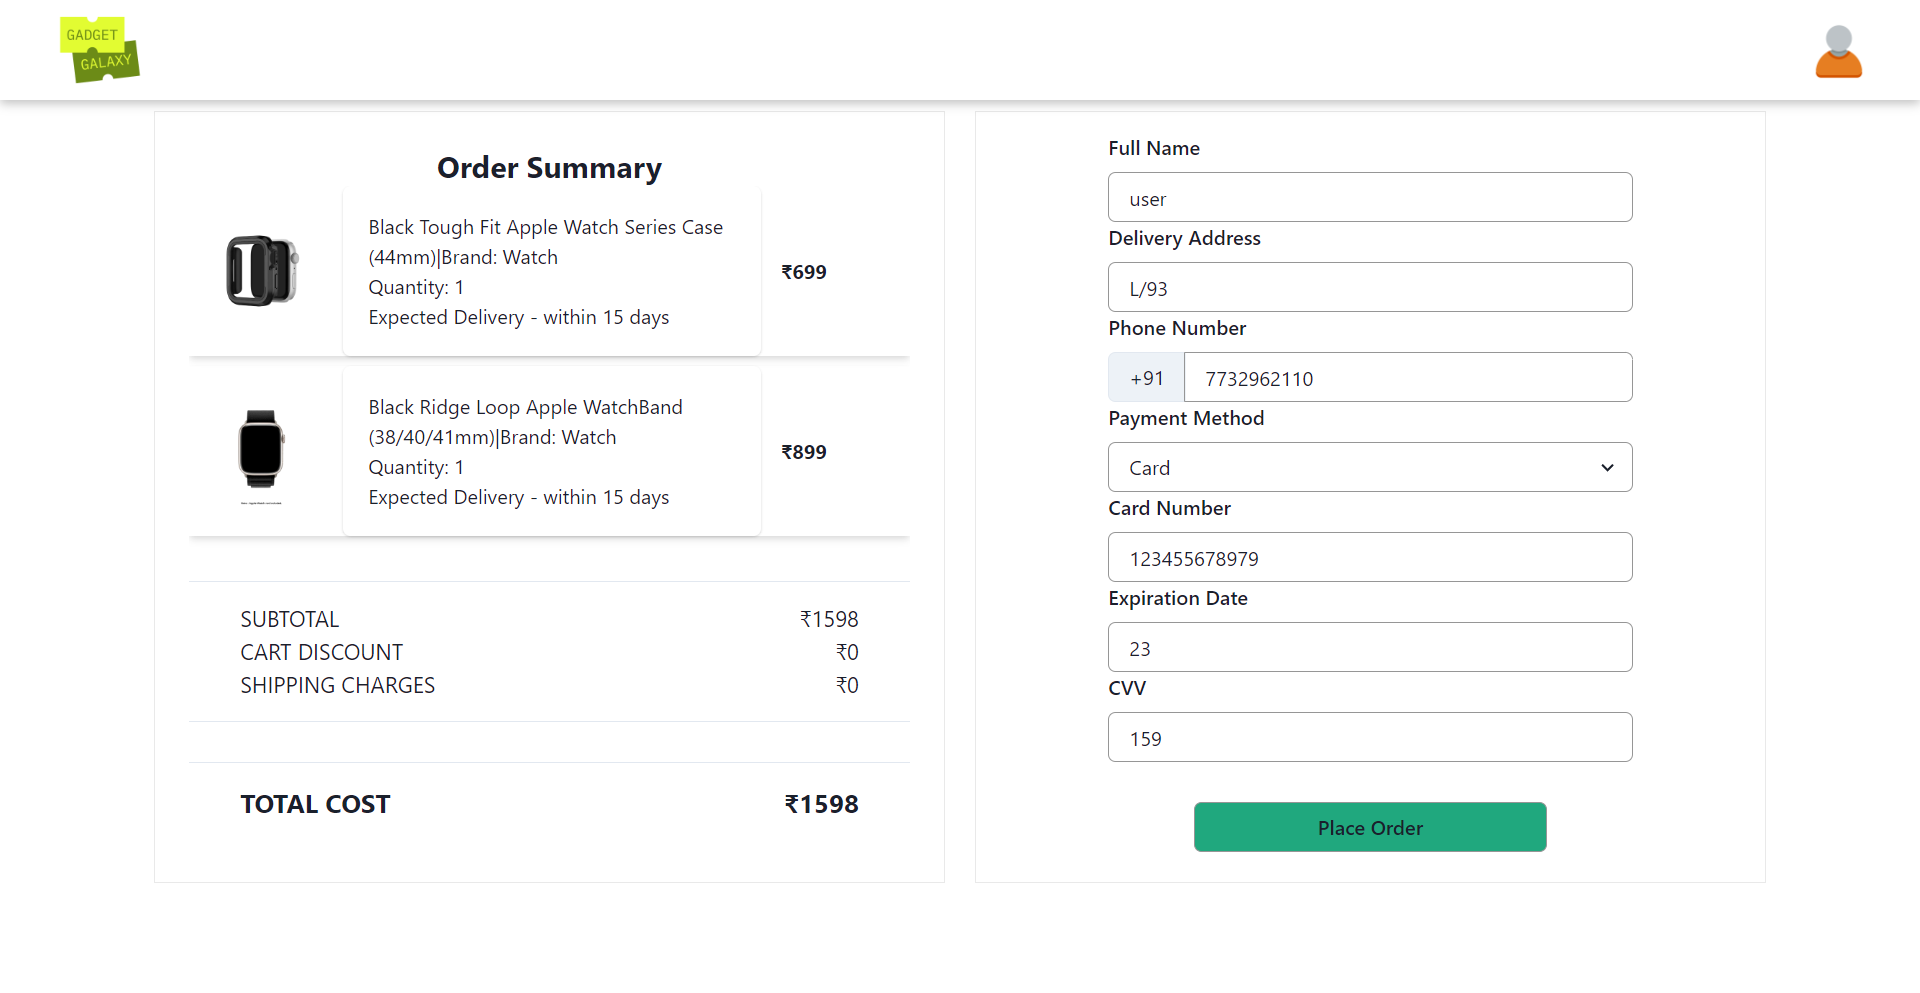 GADGET
GALAXY
Order Summary
Black Tough Fit Apple Watch Series Case
(44mm)|Brand: Watch
Quantity: 1
Expected Delivery - within 15 days
₹699
Black Ridge Loop Apple WatchBand
(38/40/41mm)|Brand: Watch
Quantity: 1
Expected Delivery - within 15 days
₹899
SUBTOTAL ₹1598
CART DISCOUNT ₹0
SHIPPING CHARGES ₹0
TOTAL COST ₹1598
Full Name
user
Delivery Address
L/93
Phone Number
+91 7732962110
Payment Method
Card
Card Number
123455678979
Expiration Date
23
CVV
159
Place Order